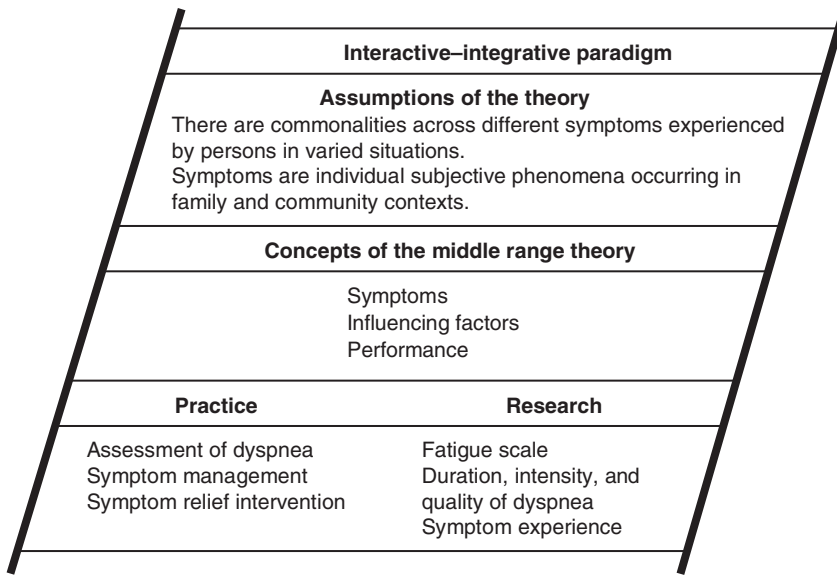 Interactive–integrative paradigm
Assumptions of the theory
There are commonalities across different symptoms experienced
by persons in varied situations.
Symptoms are individual subjective phenomena occurring in
family and community contexts.
Concepts of the middle range theory
Symptoms
Influencing factors
Performance
Practice
Assessment of dyspnea
Symptom management
Symptom relief intervention
Research
Fatigue scale
Duration, intensity, and
quality of dyspnea
Symptom experience